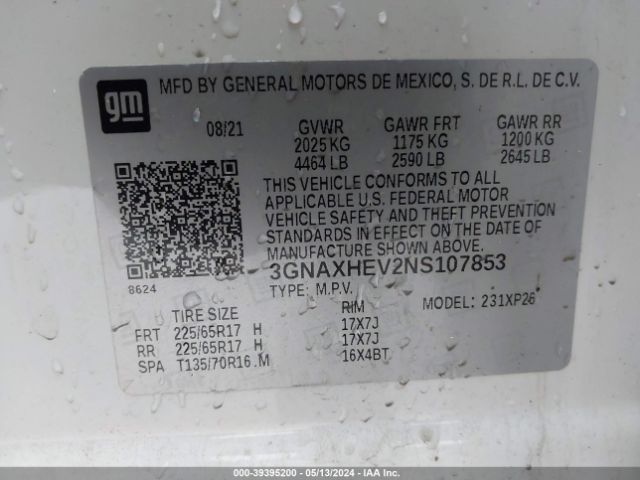 gm
MFD BY GENERAL MOTORS DE MEXICO, S. DE R.L. DE C.V.
08/21 GVWR GAWR FRT GAWR RR
2025 KG 1175 KG 1200 KG
4464 LB 2590 LB 2645 LB
THIS VEHICLE CONFORMS TO ALL
APPLICABLE U.S. FEDERAL MOTOR
VEHICLE SAFETY AND THEFT PREVENTION
STANDARDS IN EFFECT ON THE DATE OF
MANUFACTURE SHOWN ABOVE.
3GNAXHEV2NS107853
8624 TYPE: M.P.V. MODEL: 231XP26
TIRE SIZE RIM
FRT 225/65R17 H 17X7J
RR 225/65R17 H 17X7J
SPA T135/70R16 M 16X4BT
000-39395200 - 05/13/2024 - IAA Inc.